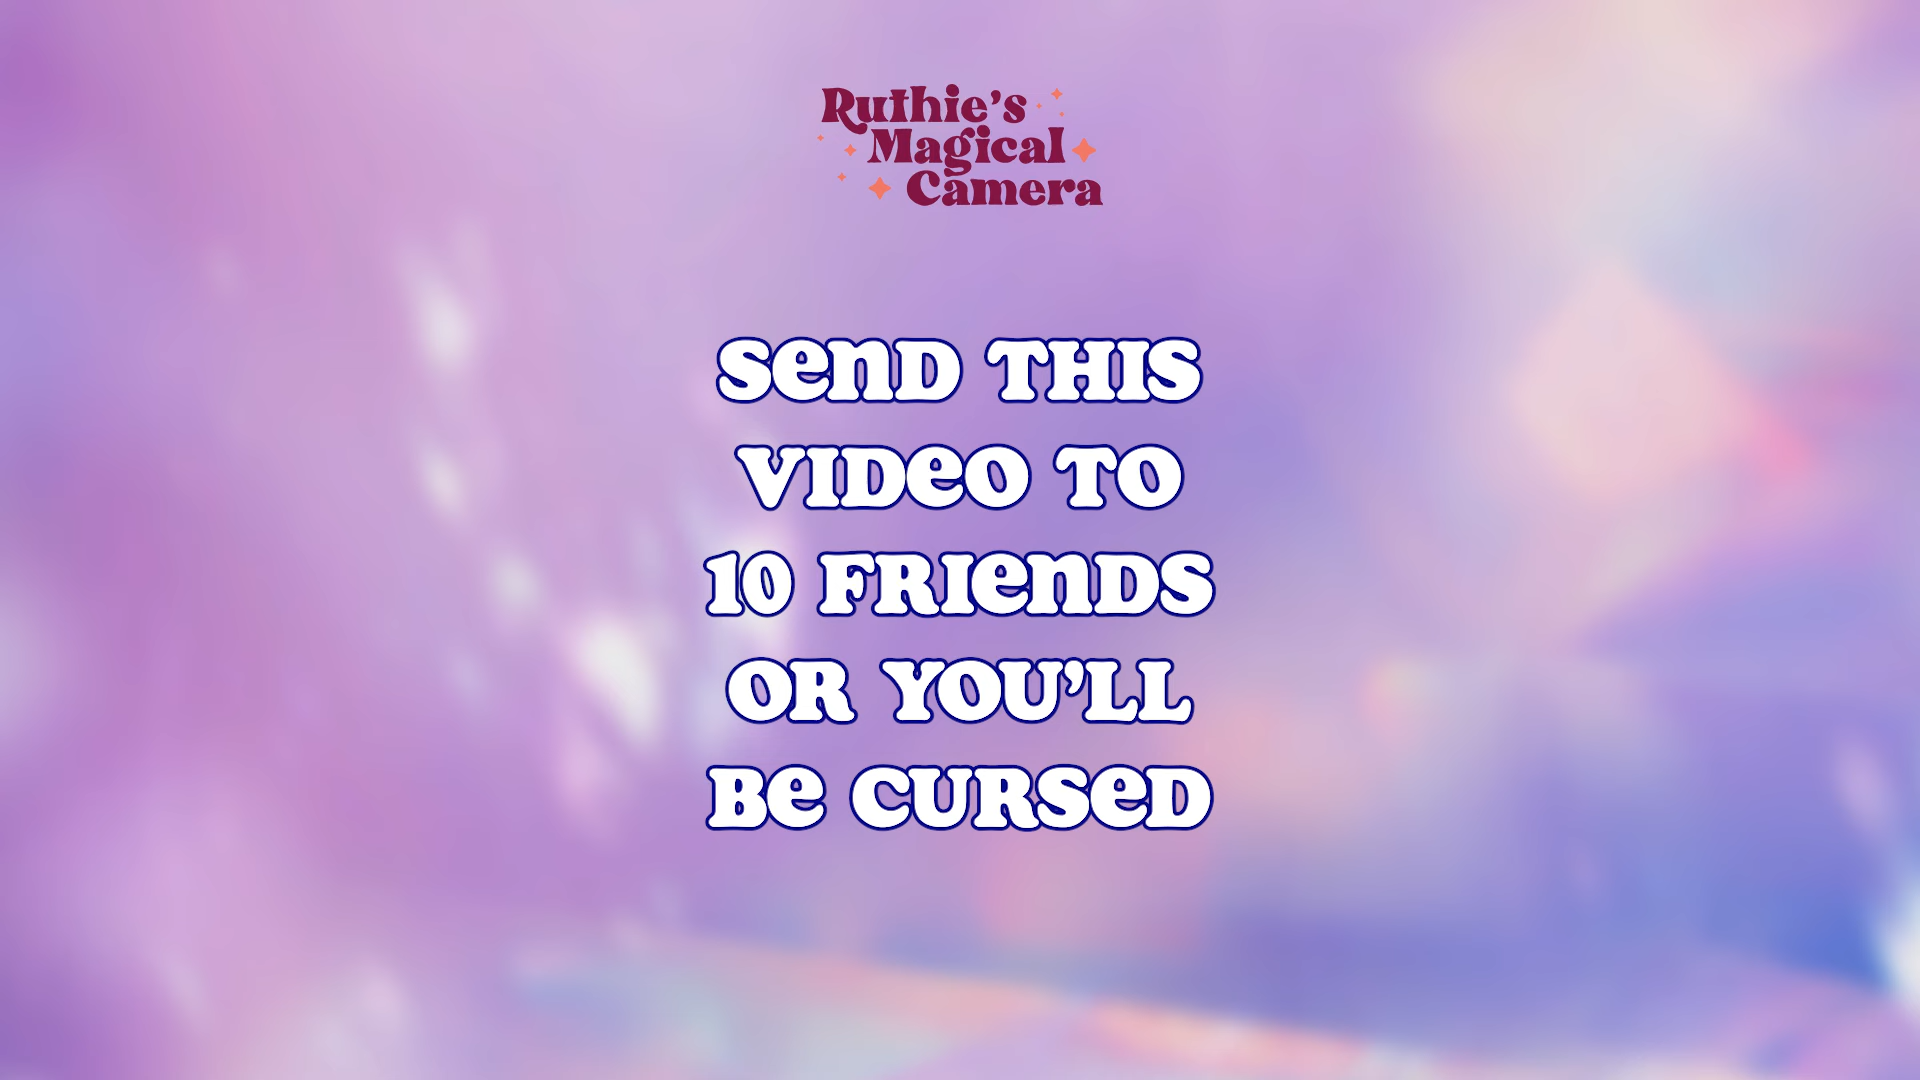 Ruthie's
Magical
Camera
SenD THIS
VIDeO TO
10 FRIenDS
OR YOU'LL
Be CURSeD